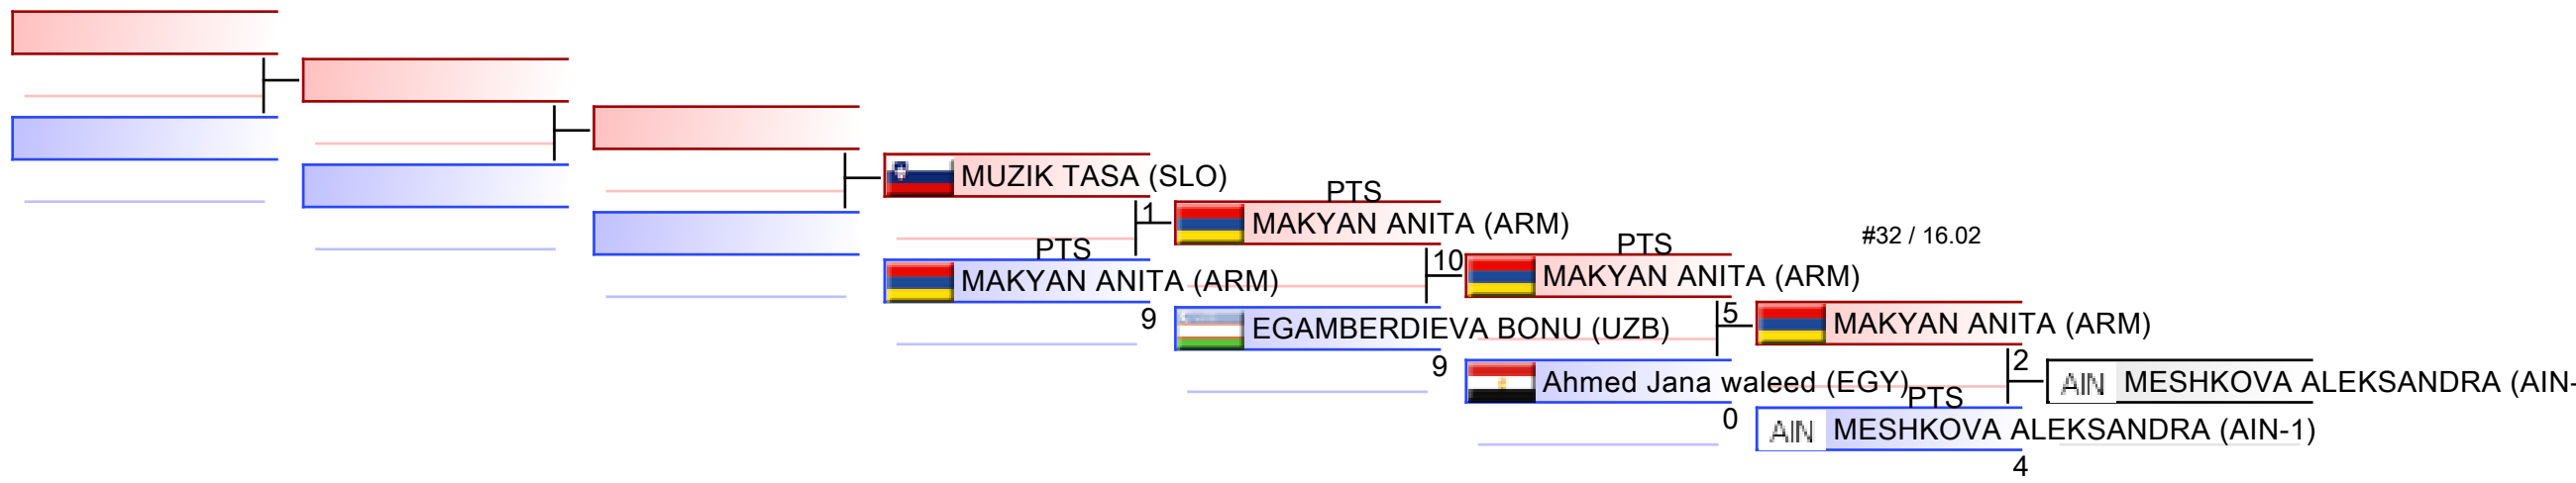 MUZIK TASA (SLO)
1
PTS
MAKYAN ANITA (ARM)
9
PTS
MAKYAN ANITA (ARM)
10
EGAMBERDIEVA BONU (UZB)
9
PTS
MAKYAN ANITA (ARM)
5
Ahmed Jana waleed (EGY)
0
#32 / 16.02
MAKYAN ANITA (ARM)
2
PTS
AIN MESHKOVA ALEKSANDRA (AIN-1)
4
AIN MESHKOVA ALEKSANDRA (AIN-